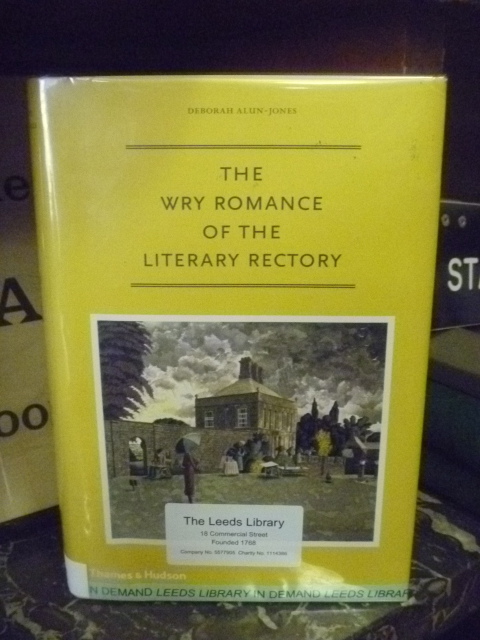 DEBORAH ALUN-JONES
THE
WRY ROMANCE
OF THE
LITERARY RECTORY
The Leeds Library
18 Commercial Street
Founded 1768
Thames & Hudson
IN DEMAND LEEDS LIBRARY IN DEMAND LEEDS LIBRARY